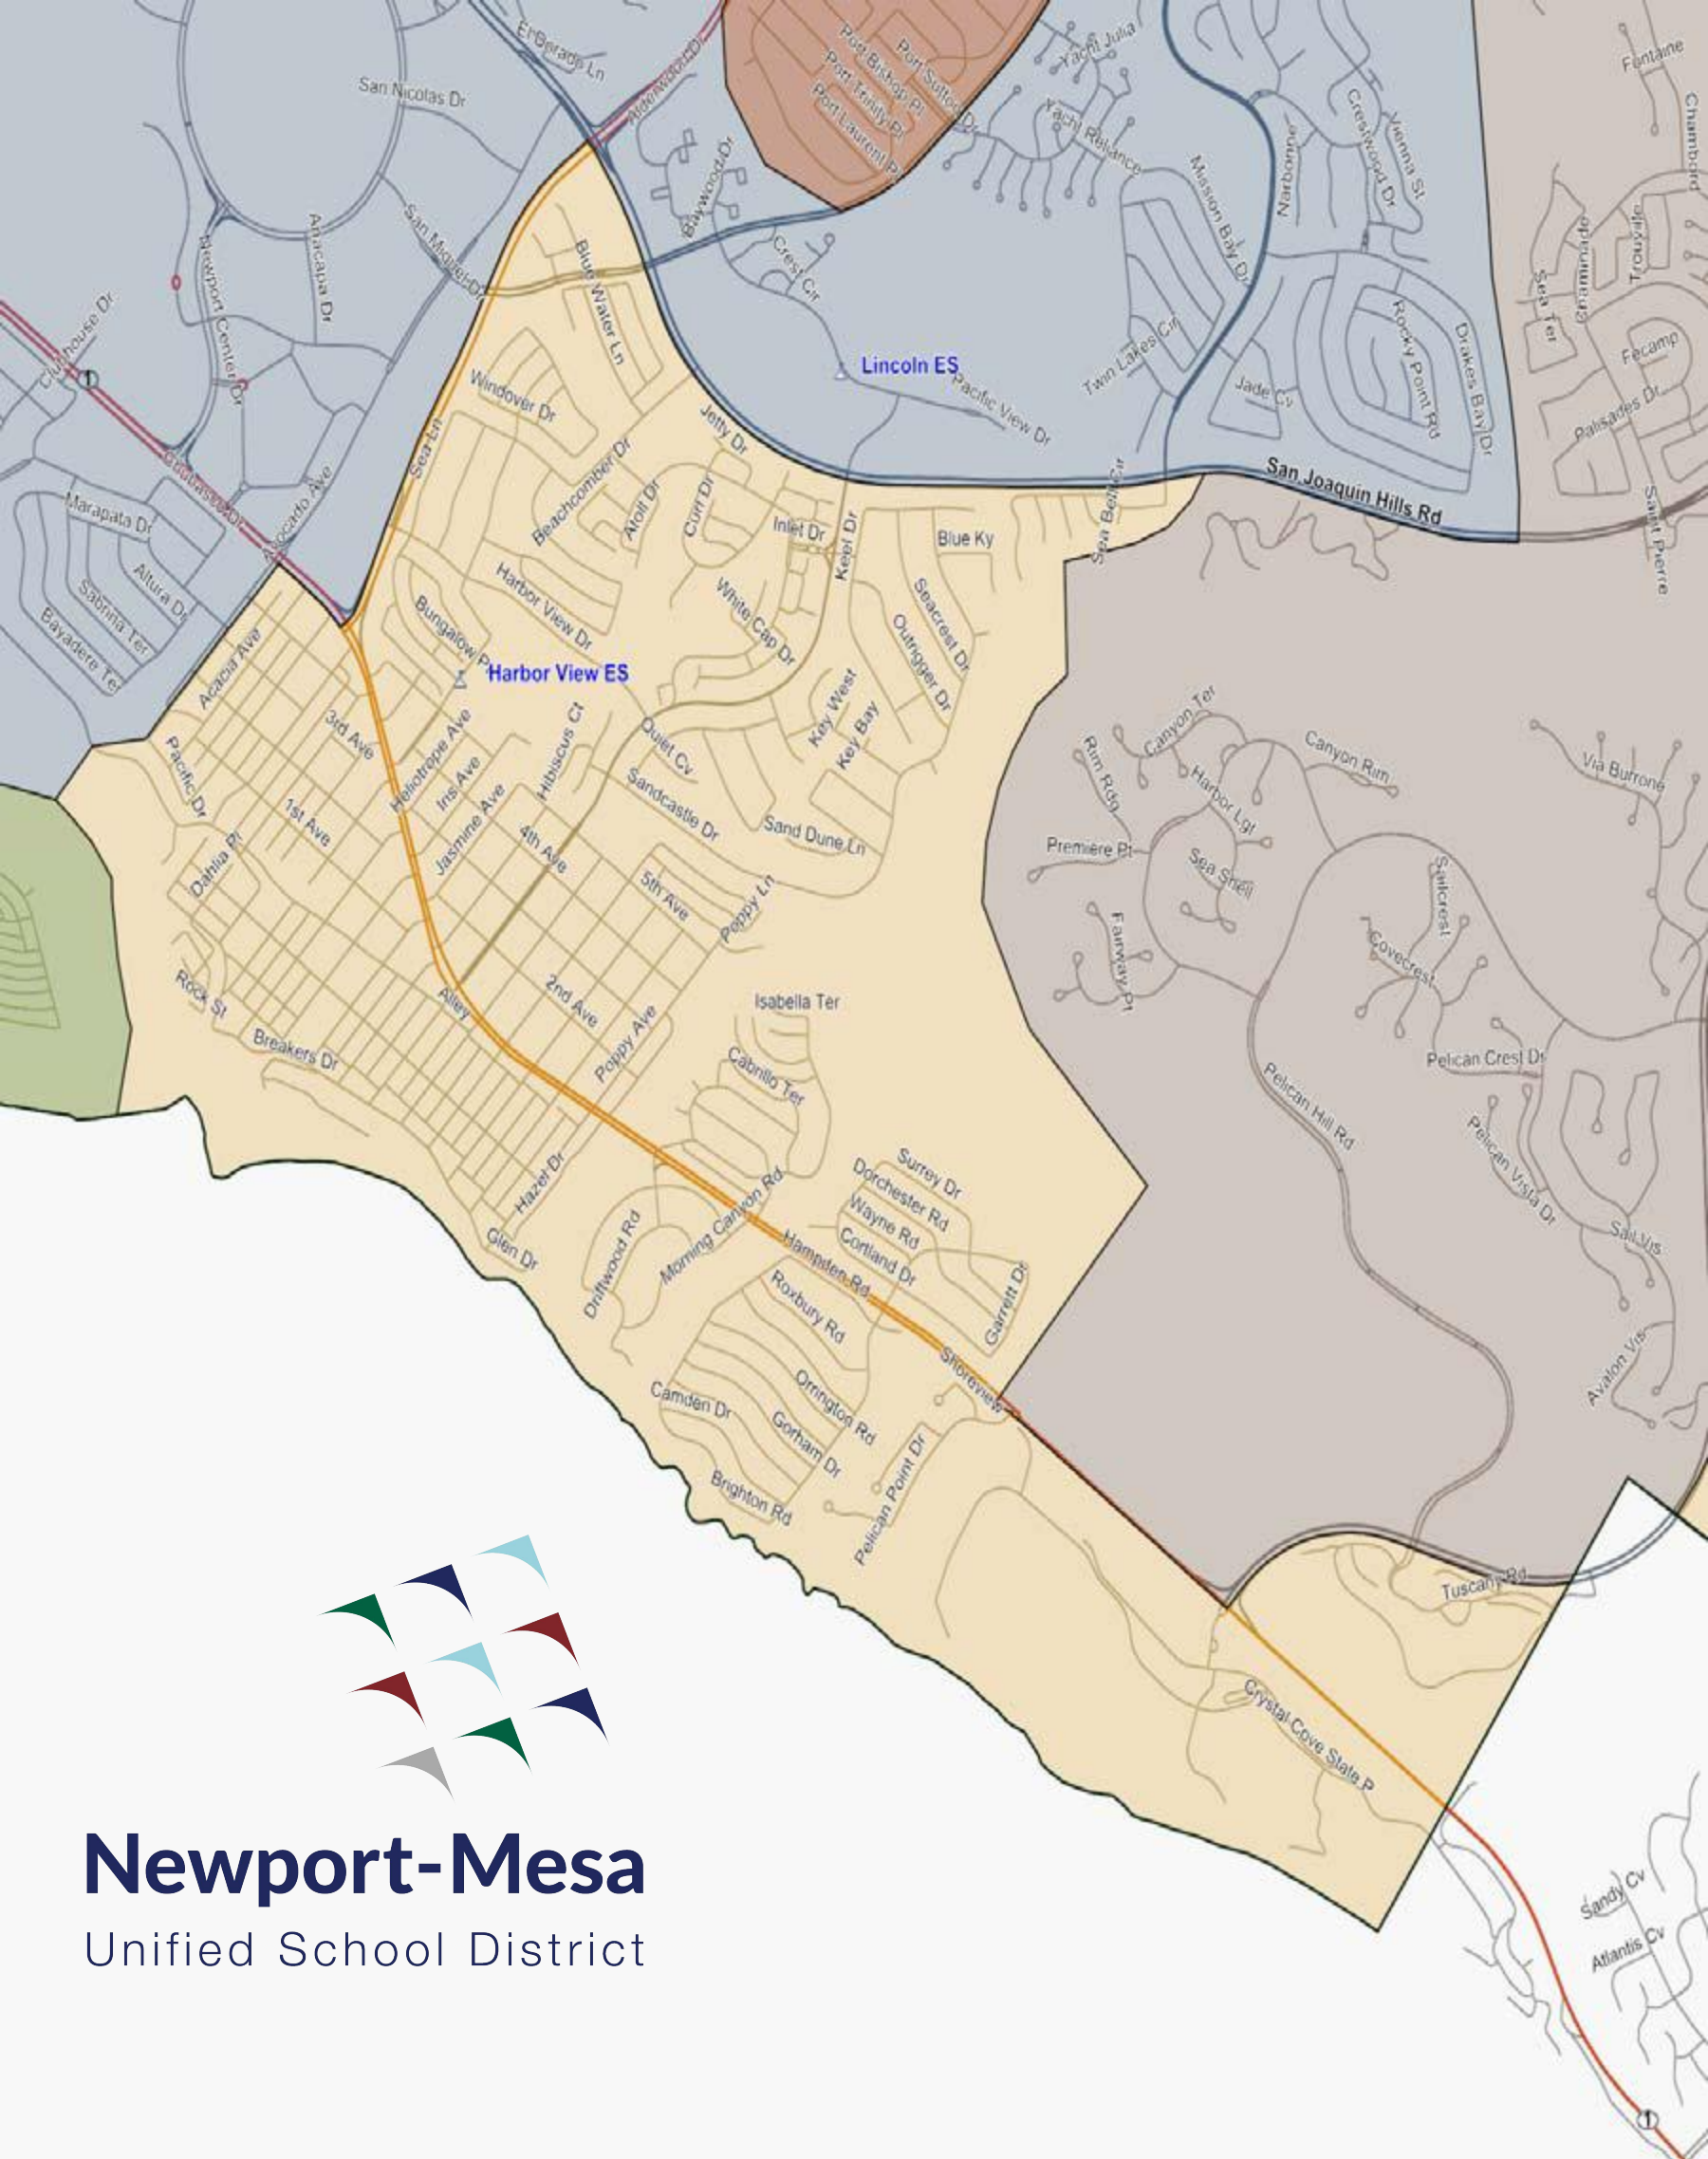 El Dorado Ln
San Nicolas Dr
Alderwood Dr
Port Sutton Dr
Port Bishop Pl
Port Trinity Pl
Port Laurent Pl
Yacht Julia
Yacht Reliance
Fontaine
Chambord
Vienna St
Crestwood Dr
Narbonne
Mission Bay Dr
Baywood Dr
San Miguel Dr
Anacapa Dr
Newport Center Dr
Clubhouse Dr
1
Blue Water Ln
Crest Cir
Lincoln ES
Pacific View Dr
Twin Lakes Cir
Jade Cv
Rocky Point Rd
Drakes Bay Dr
Sea Ter
Seaminade
Trouville
Fecamp
Palisades Dr
Windover Dr
Sea Ln
Jetty Dr
Beachcomber Dr
Atoll Dr
Curl Dr
Inlet Dr
Keel Dr
Blue Ky
Sea Bell Cir
San Joaquin Hills Rd
Saint Pierre
Avocado Ave
Marapata Dr
Altura Dr
Sabrina Ter
Bayadere Ter
Acacia Ave
Harbor View Dr
Bungalow Pl
Harbor View ES
White Cap Dr
Seacrest Dr
Outrigger Dr
Key West
Key Bay
Quiet Cv
Hibiscus Ct
Sandcastle Dr
Sand Dune Ln
3rd Ave
Heliotrope Ave
Iris Ave
Jasmine Ave
4th Ave
5th Ave
Poppy Ln
Pacific Dr
1st Ave
Dahlia Pl
Canyon Ter
Rim Rdg
Harbor Lgt
Canyon Rim
Via Burrone
Premiere Pt
Sea Shell
Sailcrest
Covecrest
Fairway Pt
Rock St
Breakers Dr
Alley
2nd Ave
Poppy Ave
Isabella Ter
Cabrillo Ter
Pelican Crest Dr
Pelican Hill Rd
Pelican Vista Dr
Sail Vis
Avalon Vis
Hazel Dr
Glen Dr
Driftwood Rd
Morning Canyon Rd
Surrey Dr
Dorchester Rd
Wayne Rd
Cortland Dr
Hampden Rd
Garrett Dr
Roxbury Rd
Shoreview
Orrington Rd
Gorham Dr
Camden Dr
Brighton Rd
Pelican Point Dr
Tuscany Rd
Crystal Cove State P
Sandy Cv
Atlantis Cv
1
Newport-Mesa
Unified School District